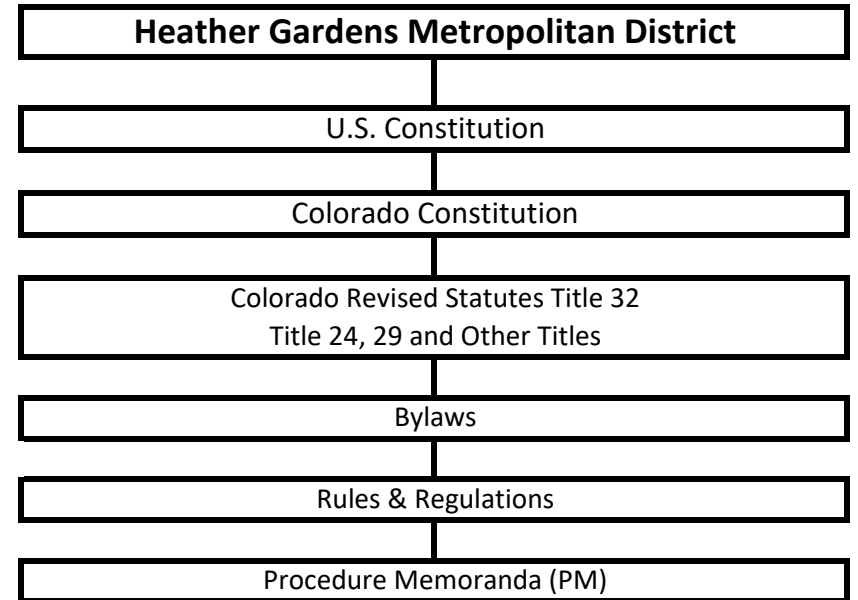 Heather Gardens Metropolitan District
U.S. Constitution
Colorado Constitution
Colorado Revised Statutes Title 32
Title 24, 29 and Other Titles
Bylaws
Rules & Regulations
Procedure Memoranda (PM)